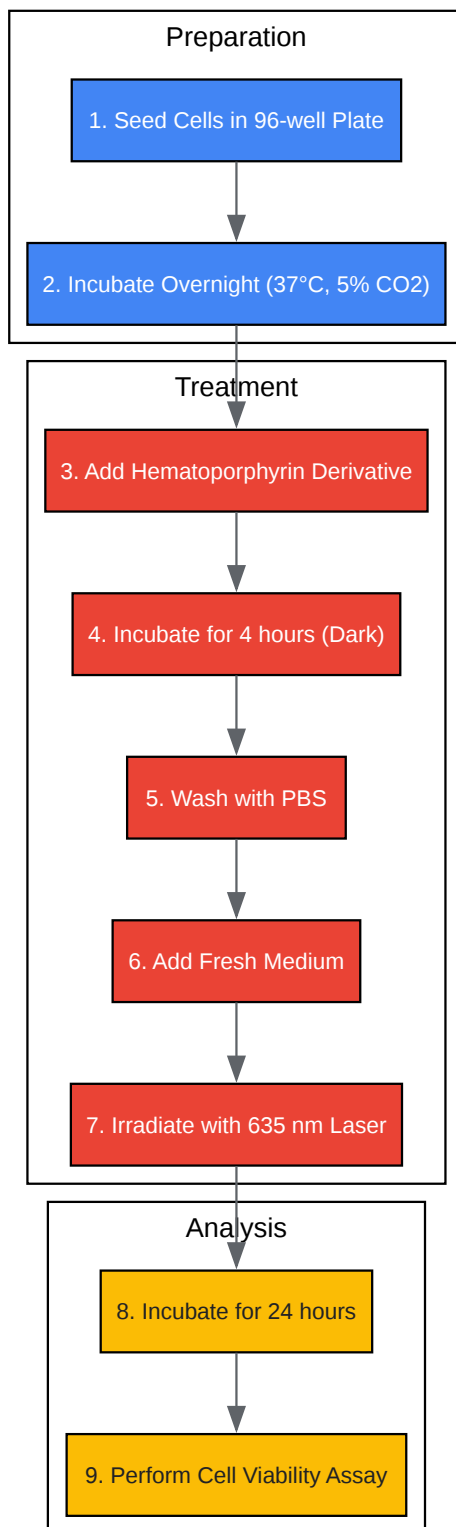 Preparation
1. Seed Cells in 96-well Plate
2. Incubate Overnight (37°C, 5% CO2)
Treatment
3. Add Hematoporphyrin Derivative
4. Incubate for 4 hours (Dark)
5. Wash with PBS
6. Add Fresh Medium
7. Irradiate with 635 nm Laser
Analysis
8. Incubate for 24 hours
9. Perform Cell Viability Assay